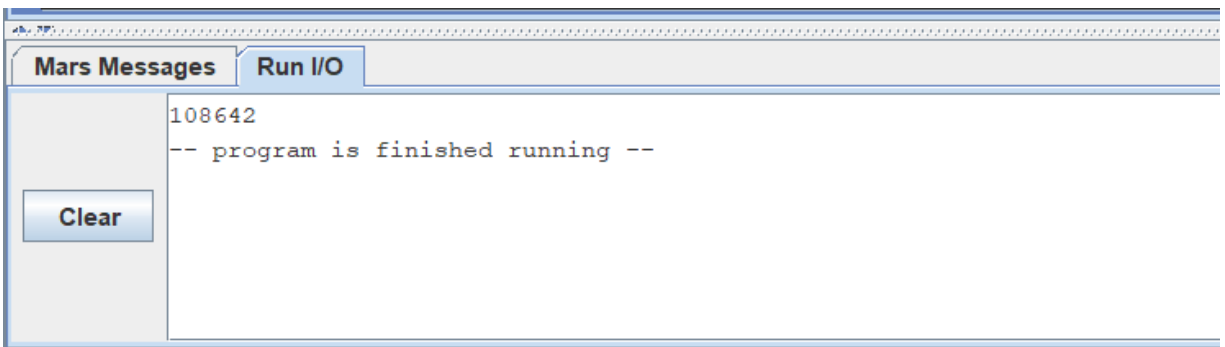 Mars Messages Run I/O
108642
-- program is finished running --
Clear